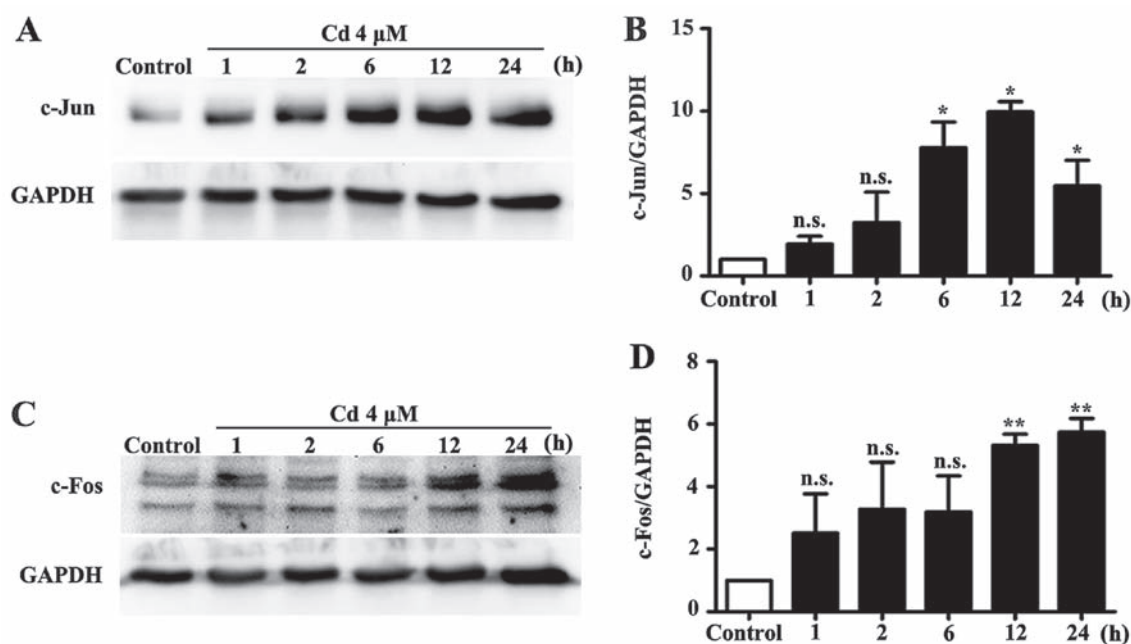 A
Cd 4 µM
Control 1 2 6 12 24 (h)
c-Jun
GAPDH
B
15
10
5
0
c-Jun/GAPDH
n.s. n.s. * * *
Control 1 2 6 12 24 (h)
C
Cd 4 µM
Control 1 2 6 12 24 (h)
c-Fos
GAPDH
D
8
6
4
2
0
c-Fos/GAPDH
n.s. n.s. n.s. ** **
Control 1 2 6 12 24 (h)